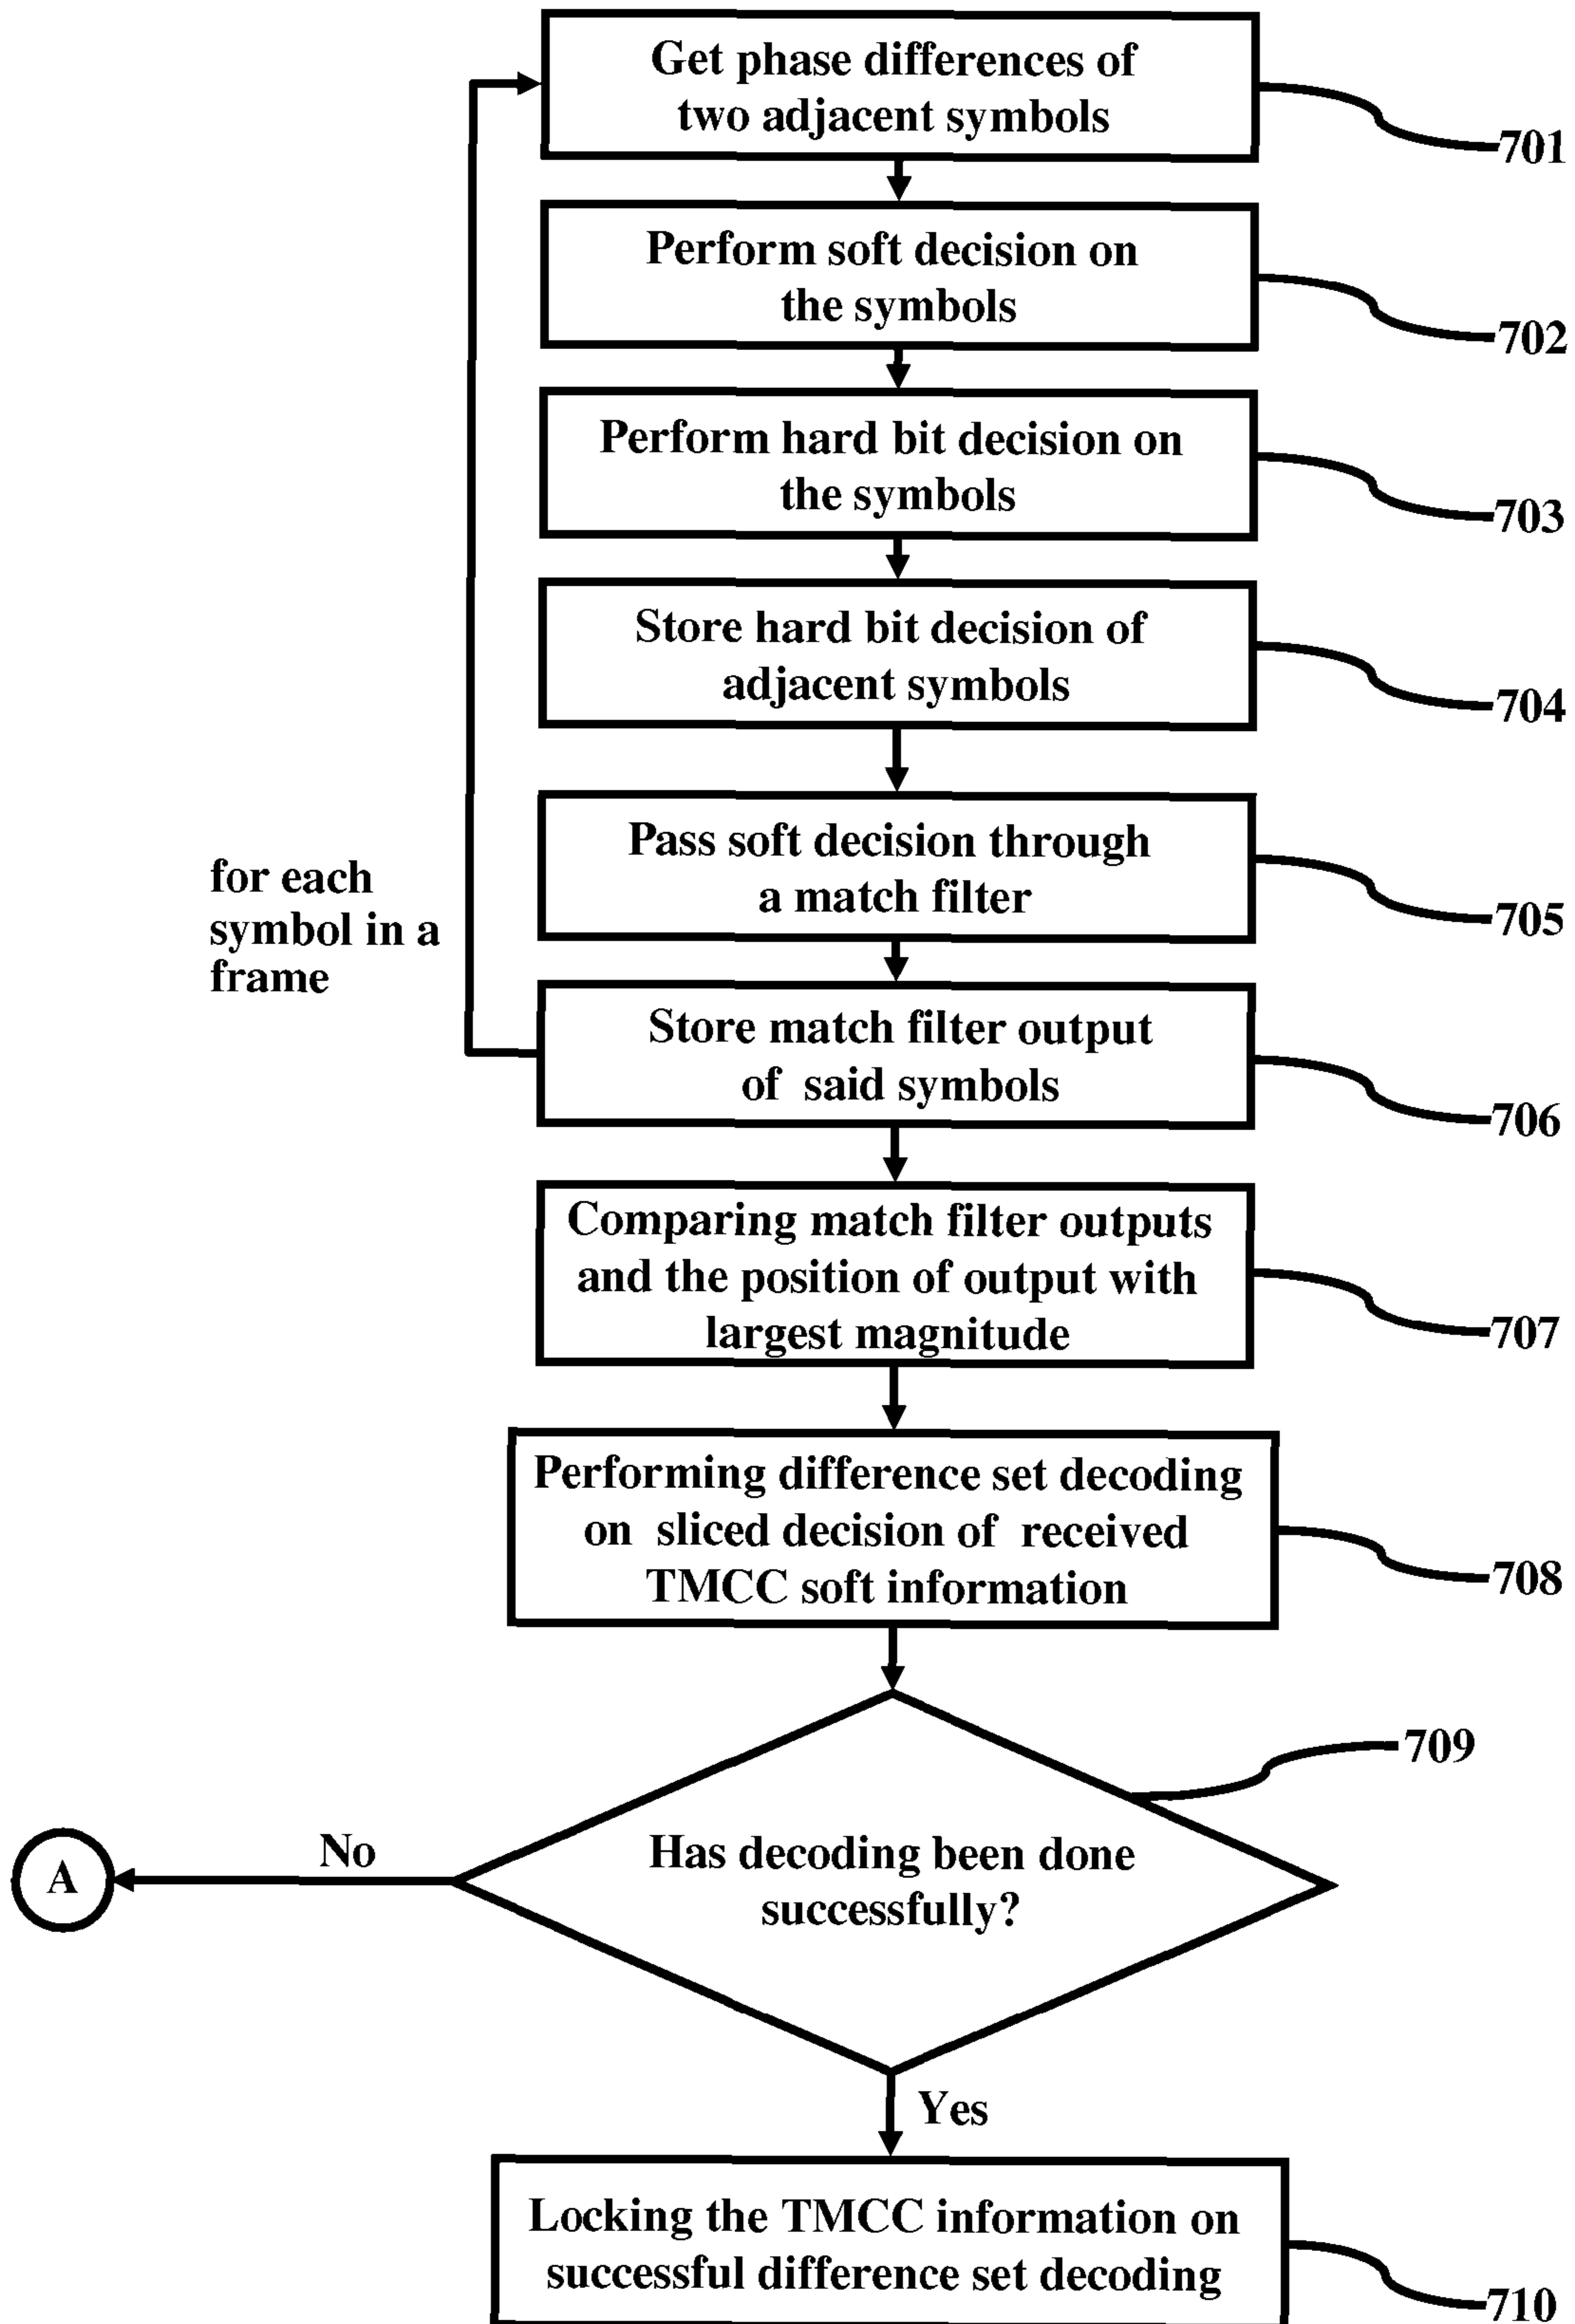 Get phase differences of
two adjacent symbols
701
Perform soft decision on
the symbols
702
Perform hard bit decision on
the symbols
703
Store hard bit decision of
adjacent symbols
704
Pass soft decision through
a match filter
705
for each
symbol in a
frame
Store match filter output
of said symbols
706
Comparing match filter outputs
and the position of output with
largest magnitude
707
Performing difference set decoding
on sliced decision of received
TMCC soft information
708
709
Has decoding been done
successfully?
No
A
Yes
Locking the TMCC information on
successful difference set decoding
710